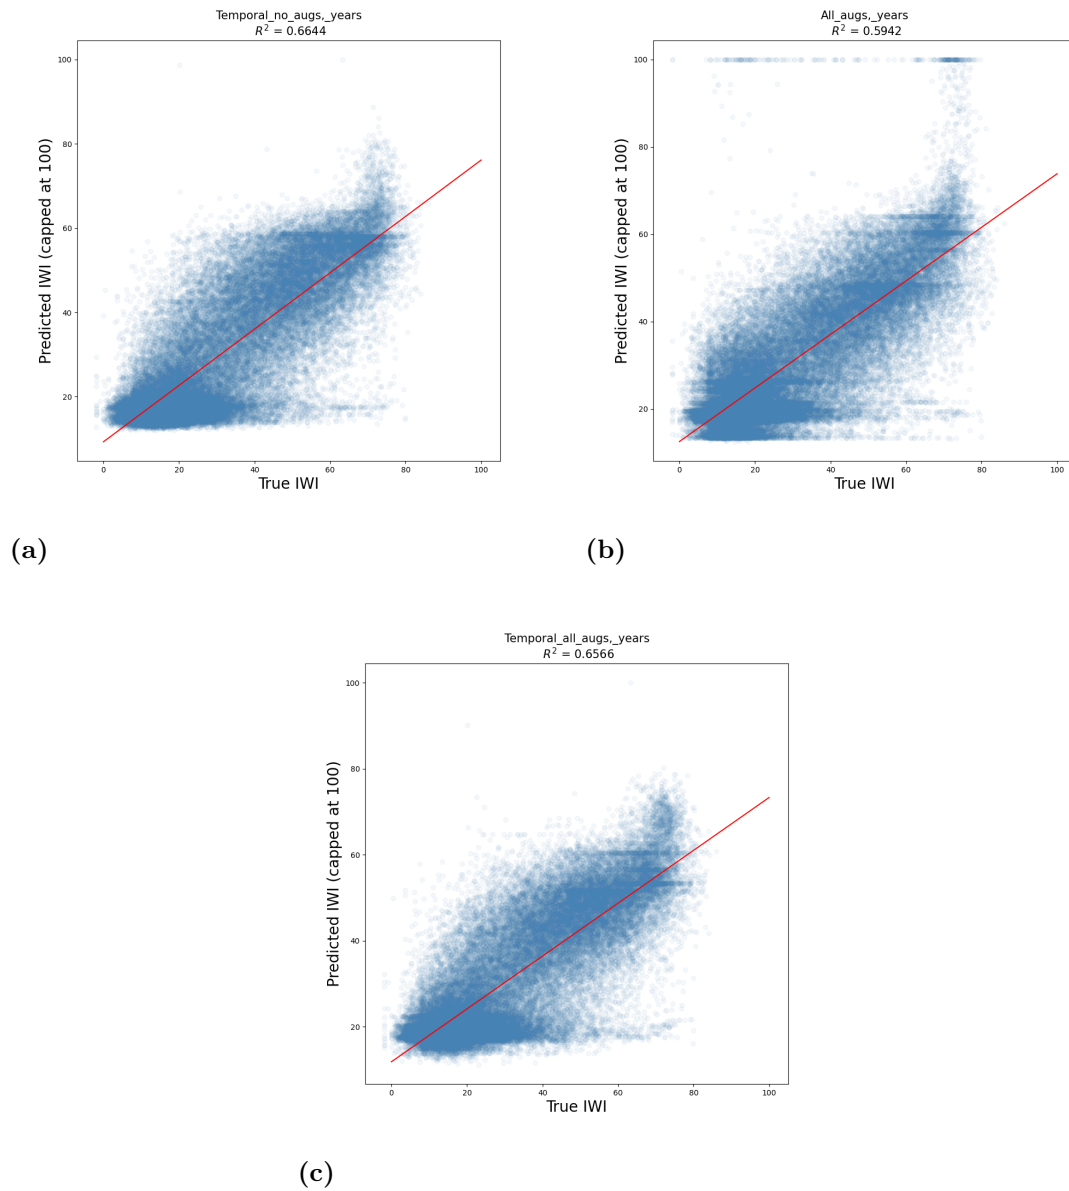 Temporal_no_augs,_years
R² = 0.6644
Predicted IWI (capped at 100)
100
80
60
40
20
0 20 40 60 80 100
True IWI
(a)
All_augs,_years
R² = 0.5942
Predicted IWI (capped at 100)
100
80
60
40
20
0 20 40 60 80 100
True IWI
(b)
Temporal_all_augs,_years
R² = 0.6566
Predicted IWI (capped at 100)
100
80
60
40
20
0 20 40 60 80 100
True IWI
(c)